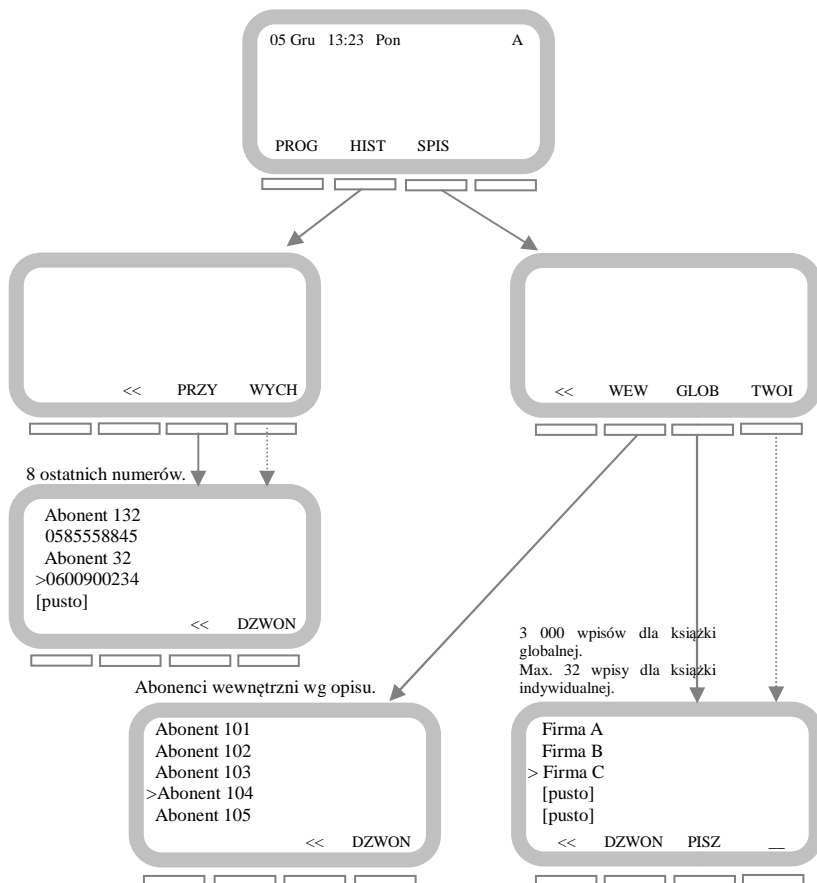 05 Gru 13:23 Pon A
PROG HIST SPIS
<< PRZY WYCH
<< WEW GLOB TWOI
8 ostatnich numerów.
Abonent 132
0585558845
Abonent 32
>0600900234
[pusto]
<< DZWON
3 000 wpisów dla książki
globalnej.
Max. 32 wpisy dla książki
indywidualnej.
Abonenci wewnętrzni wg opisu.
Abonent 101
Abonent 102
Abonent 103
>Abonent 104
Abonent 105
<< DZWON
Firma A
Firma B
> Firma C
[pusto]
[pusto]
<< DZWON PISZ __